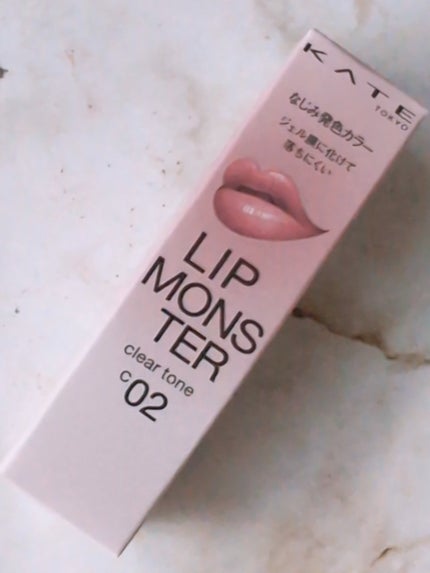 KATE
TOKYO
なじみ発色カラー
ジェル膜に化けて
落ちにくい
LIP
MONS
TER
clear tone
C02